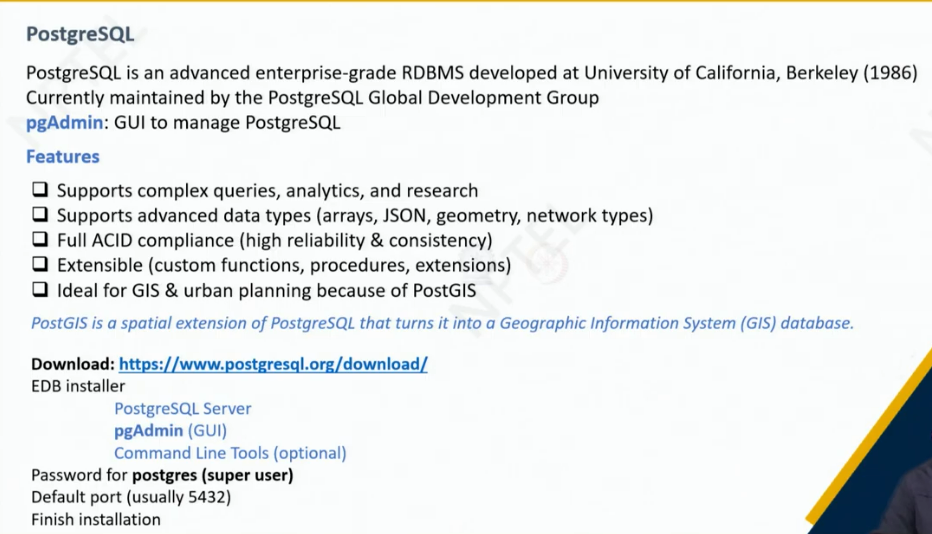 PostgreSQL
PostgreSQL is an advanced enterprise-grade RDBMS developed at University of California, Berkeley (1986)
Currently maintained by the PostgreSQL Global Development Group
pgAdmin: GUI to manage PostgreSQL
Features
❑ Supports complex queries, analytics, and research
❑ Supports advanced data types (arrays, JSON, geometry, network types)
❑ Full ACID compliance (high reliability & consistency)
❑ Extensible (custom functions, procedures, extensions)
❑ Ideal for GIS & urban planning because of PostGIS
PostGIS is a spatial extension of PostgreSQL that turns it into a Geographic Information System (GIS) database.
Download: https://www.postgresql.org/download/
EDB installer
PostgreSQL Server
pgAdmin (GUI)
Command Line Tools (optional)
Password for postgres (super user)
Default port (usually 5432)
Finish installation
NPTEL